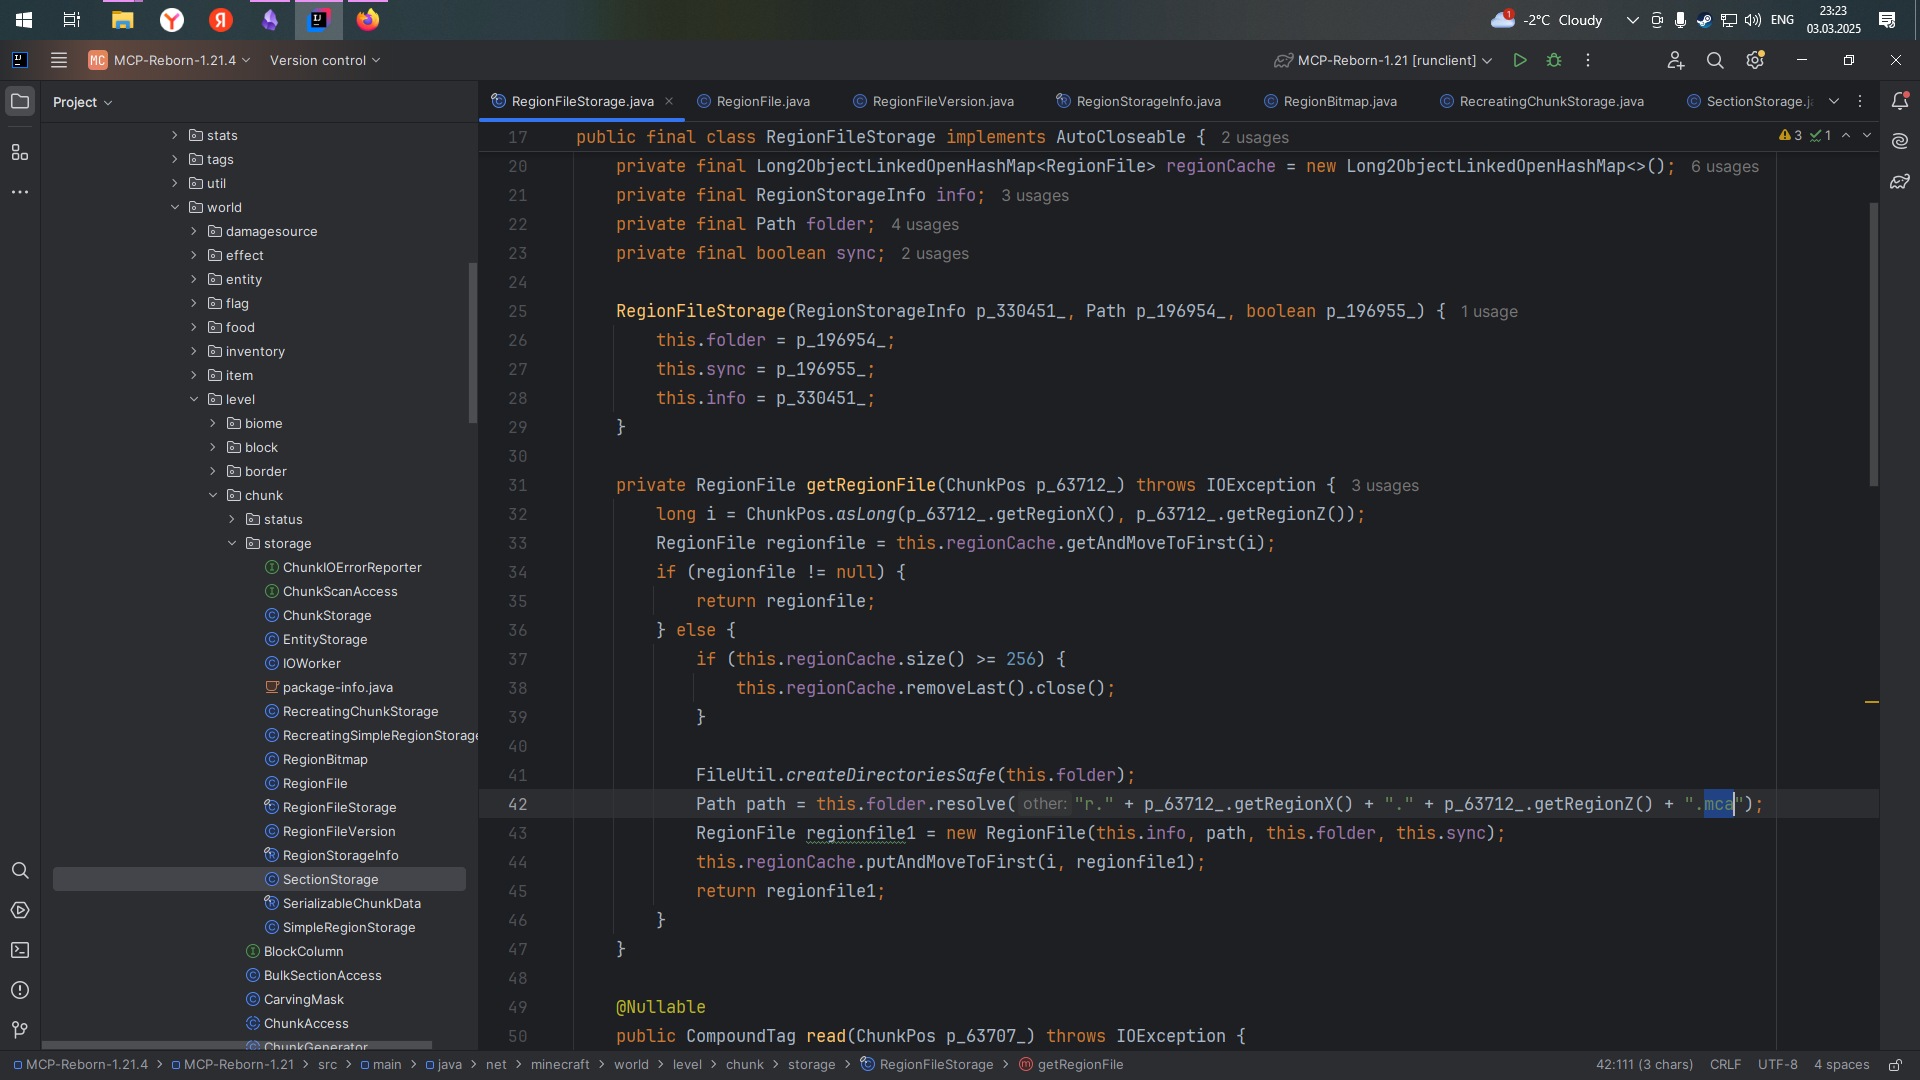 -2°C Cloudy
1
ENG
23:23
03.03.2025
MC MCP-Reborn-1.21.4
Version control
MCP-Reborn-1.21 [runclient]
Project
stats
tags
util
world
damagesource
effect
entity
flag
food
inventory
item
level
biome
block
border
chunk
status
storage
ChunkIOErrorReporter
ChunkScanAccess
ChunkStorage
EntityStorage
IOWorker
package-info.java
RecreatingChunkStorage
RecreatingSimpleRegionStorage
RegionBitmap
RegionFile
RegionFileStorage
RegionFileVersion
RegionStorageInfo
SectionStorage
SerializableChunkData
SimpleRegionStorage
BlockColumn
BulkSectionAccess
CarvingMask
ChunkAccess
ChunkGenerator
RegionFileStorage.java RegionFile.java RegionFileVersion.java RegionStorageInfo.java RegionBitmap.java RecreatingChunkStorage.java SectionStorage.ja
3 1
17 public final class RegionFileStorage implements AutoCloseable { 2 usages
20 private final Long2ObjectLinkedOpenHashMap<RegionFile> regionCache = new Long2ObjectLinkedOpenHashMap<>(); 6 usages
21 private final RegionStorageInfo info; 3 usages
22 private final Path folder; 4 usages
23 private final boolean sync; 2 usages
24
25 RegionFileStorage(RegionStorageInfo p_330451_, Path p_196954_, boolean p_196955_) { 1 usage
26 this.folder = p_196954_;
27 this.sync = p_196955_;
28 this.info = p_330451_;
29 }
30
31 private RegionFile getRegionFile(ChunkPos p_63712_) throws IOException { 3 usages
32 long i = ChunkPos.asLong(p_63712_.getRegionX(), p_63712_.getRegionZ());
33 RegionFile regionfile = this.regionCache.getAndMoveToFirst(i);
34 if (regionfile != null) {
35 return regionfile;
36 } else {
37 if (this.regionCache.size() >= 256) {
38 this.regionCache.removeLast().close();
39 }
40
41 FileUtil.createDirectoriesSafe(this.folder);
42 Path path = this.folder.resolve( other: "r." + p_63712_.getRegionX() + "." + p_63712_.getRegionZ() + ".mca");
43 RegionFile regionfile1 = new RegionFile(this.info, path, this.folder, this.sync);
44 this.regionCache.putAndMoveToFirst(i, regionfile1);
45 return regionfile1;
46 }
47 }
48
49 @Nullable
50 public CompoundTag read(ChunkPos p_63707_) throws IOException {
MCP-Reborn-1.21.4 MCP-Reborn-1.21 src main java net minecraft world level chunk storage RegionFileStorage getRegionFile
42:111 (3 chars) CRLF UTF-8 4 spaces